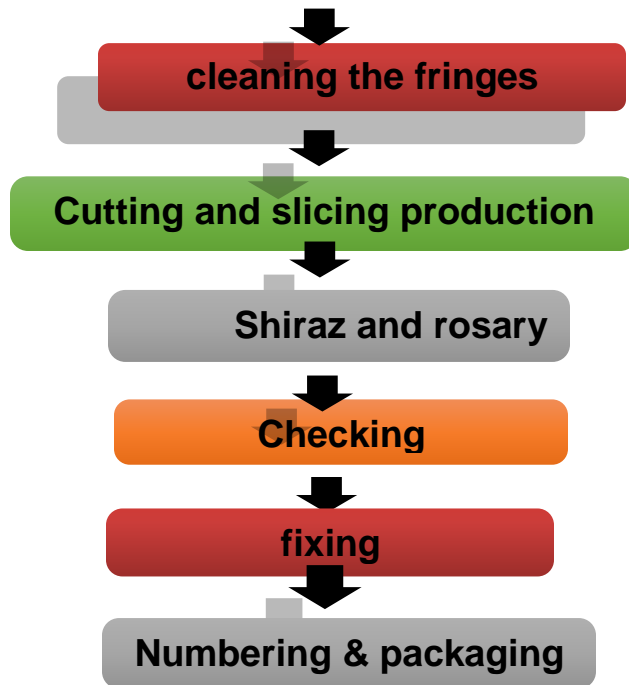 cleaning the fringes
Cutting and slicing production
Shiraz and rosary
Checking
fixing
Numbering & packaging